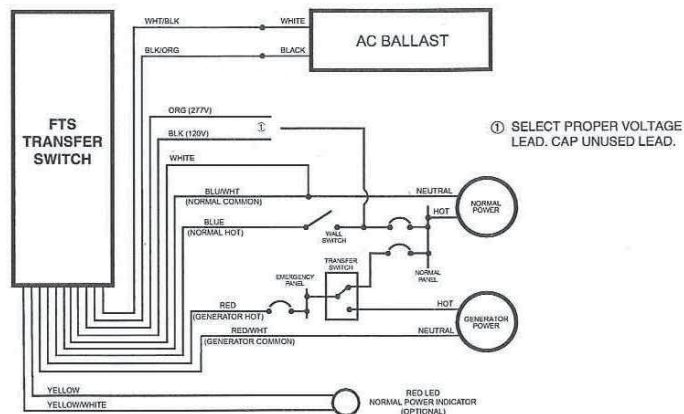 WHT/BLK
WHITE
BLK/ORG
BLACK
AC BALLAST
FTS
TRANSFER
SWITCH
ORG (277V)
①
BLK (120V)
① SELECT PROPER VOLTAGE
LEAD. CAP UNUSED LEAD.
WHITE
BLU/WHT
(NORMAL COMMON)
NEUTRAL
NORMAL
POWER
HOT
BLUE
(NORMAL HOT)
WALL
SWITCH
TRANSFER
SWITCH
NORMAL
PANEL
EMERGENCY
PANEL
RED
(GENERATOR HOT)
HOT
RED/WHT
(GENERATOR COMMON)
NEUTRAL
GENERATOR
POWER
YELLOW
YELLOW/WHITE
RED LED
NORMAL POWER INDICATOR
(OPTIONAL)